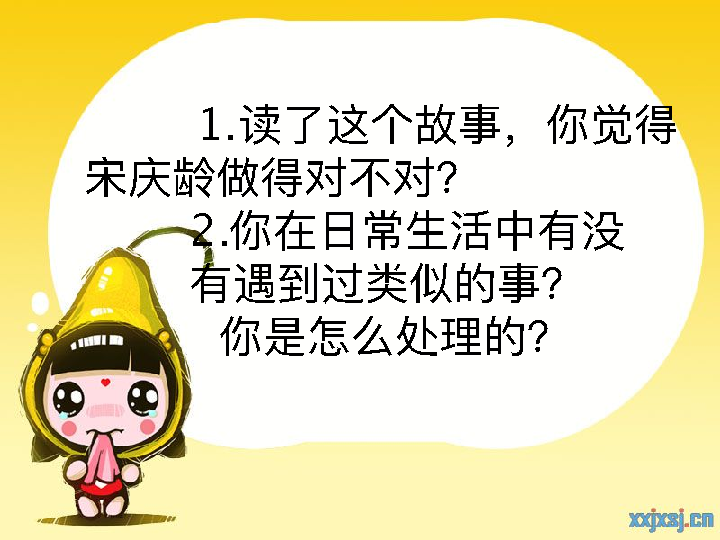 1.读了这个故事，你觉得
宋庆龄做得对不对？
2.你在日常生活中有没
有遇到过类似的事？
你是怎么处理的？
xxjxsj.cn